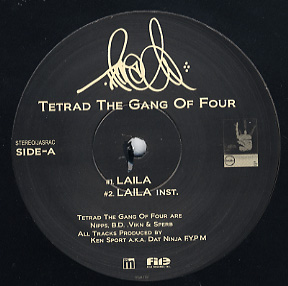 TETRAD THE GANG OF FOUR
STEREO/JASRAC
SIDE-A
#1. LAILA
#2. LAILA INST.
TETRAD THE GANG OF FOUR ARE
NIPPS, B.D., VIKN & SPERB
ALL TRACKS PRODUCED BY
KEN SPORT A.K.A. DAT NINJA F.Y.P M